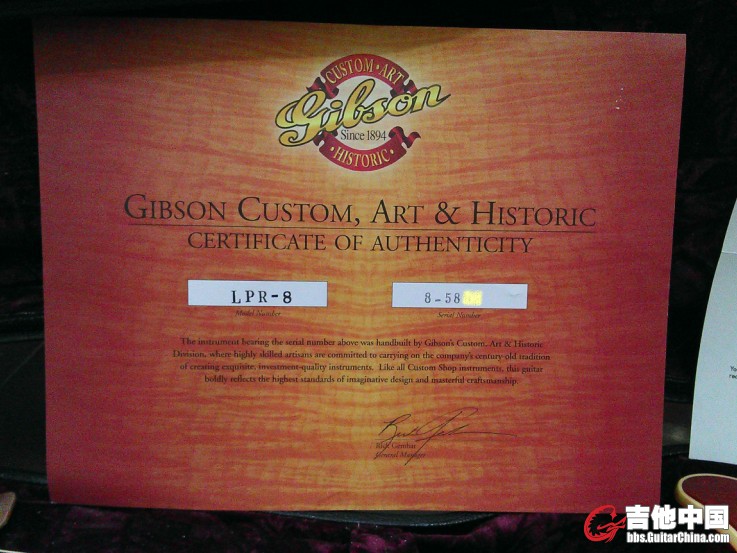 CUSTOM • ART
Gibson
Since 1894
• HISTORIC •
GIBSON CUSTOM, ART & HISTORIC
CERTIFICATE OF AUTHENTICITY
LPR-8
8-58
Model Number
Serial Number
The instrument bearing the serial number above was handbuilt by Gibson's Custom, Art & Historic
Division, where highly skilled artisans are committed to carrying on the company's century-old tradition
of creating exquisite, investment-quality instruments. Like all Custom Shop instruments, this guitar
boldly reflects the highest standards of imaginative design and masterful craftsmanship.
Rick Gembar
General Manager
吉他中国
bbs.GuitarChina.com